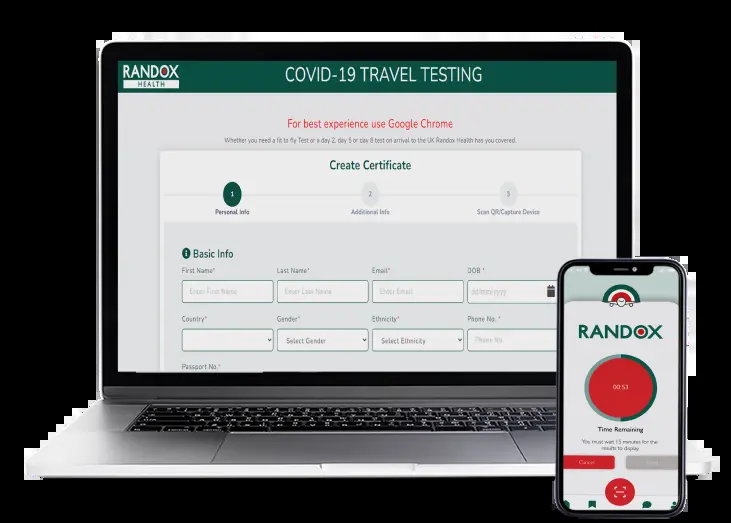 RANDOX
HEALTH
COVID-19 TRAVEL TESTING
For best experience use Google Chrome
Whether you need a fit to fly Test or a day 2, day 5 or day 8 test on arrival to the UK Randox Health has you covered.
Create Certificate
1 2 3
Personal Info Additional Info Scan QR/Capture Device
Basic Info
First Name* Last Name* Email* DOB *
Enter First Name Enter Last Name Enter Email dd/mm/yyyy
Country* Gender* Ethnicity* Phone No. *
Select Gender Select Ethnicity Phone No.
Passport No.*
RANDOX
00:53
Time Remaining
You must wait 15 minutes for the
results to display
Cancel